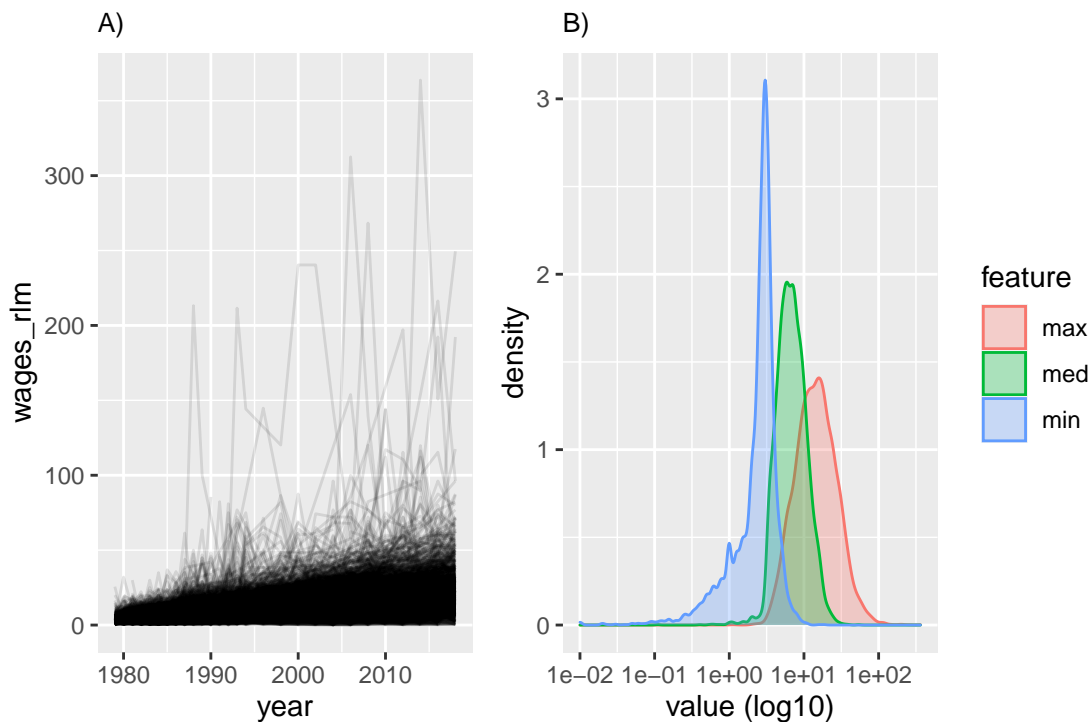 A)
wages_rlm
300
200
100
0
1980
1990
2000
2010
year
B)
density
3
2
1
0
1e-02
1e-01
1e+00
1e+01
1e+02
value (log10)
feature
max
med
min